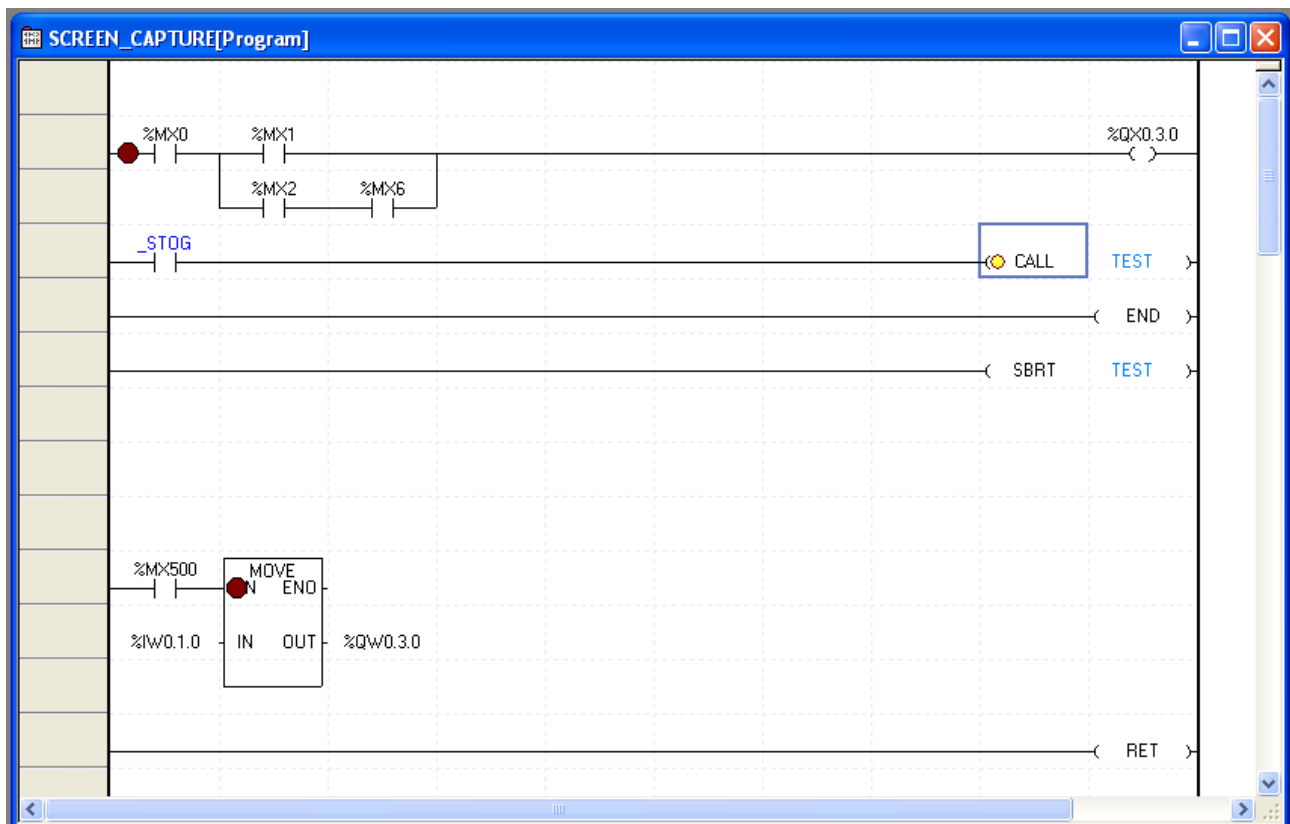 SCREEN_CAPTURE[Program]
%MX0 %MX1 %QX0.3.0
%MX2 %MX6
_STOG
CALL TEST
END
SBRT TEST
%MX500 MOVE
N ENO
%IW0.1.0 IN OUT %QW0.3.0
RET